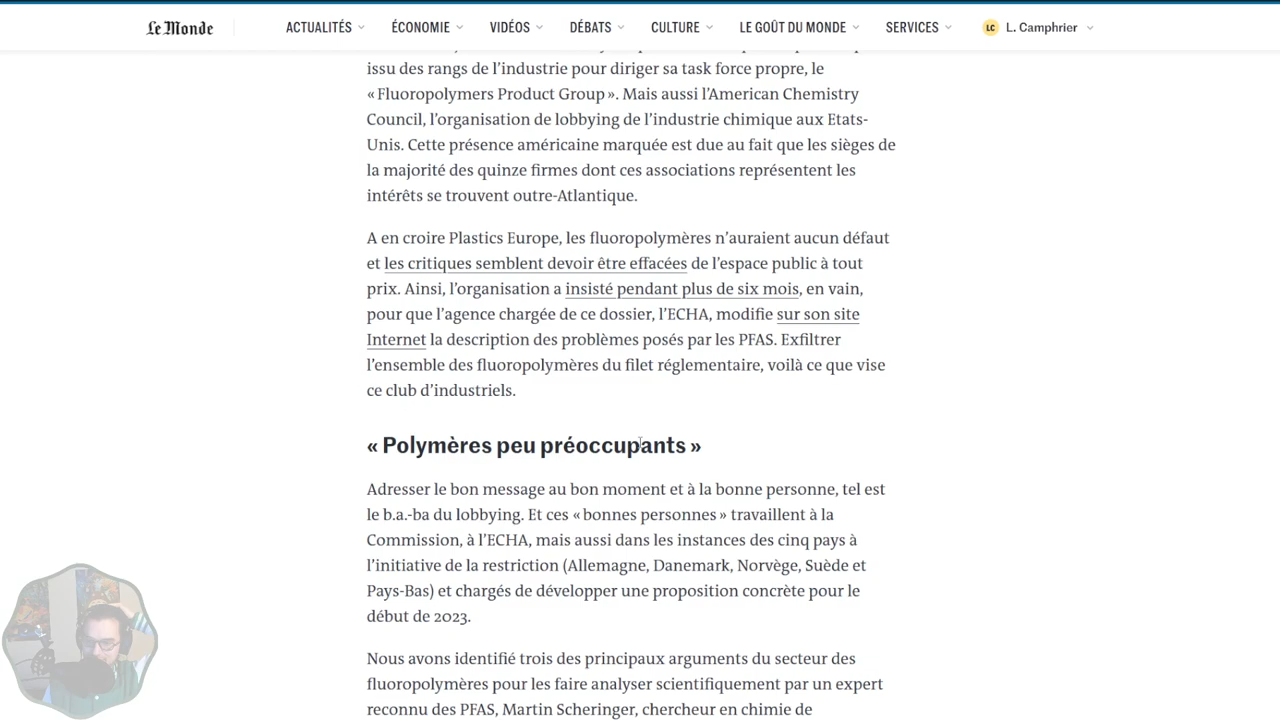 Le Monde
ACTUALITÉS
ÉCONOMIE
VIDÉOS
DÉBATS
CULTURE
LE GOÛT DU MONDE
SERVICES
LC
L. Camphrier
issu des rangs de l’industrie pour diriger sa task force propre, le
« Fluoropolymers Product Group ». Mais aussi l’American Chemistry
Council, l’organisation de lobbying de l’industrie chimique aux Etats-
Unis. Cette présence américaine marquée est due au fait que les sièges de
la majorité des quinze firmes dont ces associations représentent les
intérêts se trouvent outre-Atlantique.
A en croire Plastics Europe, les fluoropolymères n’auraient aucun défaut
et les critiques semblent devoir être effacées de l’espace public à tout
prix. Ainsi, l’organisation a insisté pendant plus de six mois, en vain,
pour que l’agence chargée de ce dossier, l’ECHA, modifie sur son site
Internet la description des problèmes posés par les PFAS. Exfiltrer
l’ensemble des fluoropolymères du filet réglementaire, voilà ce que vise
ce club d’industriels.
« Polymères peu préoccupants »
Adresser le bon message au bon moment et à la bonne personne, tel est
le b.a.-ba du lobbying. Et ces « bonnes personnes » travaillent à la
Commission, à l’ECHA, mais aussi dans les instances des cinq pays à
l’initiative de la restriction (Allemagne, Danemark, Norvège, Suède et
Pays-Bas) et chargés de développer une proposition concrète pour le
début de 2023.
Nous avons identifié trois des principaux arguments du secteur des
fluoropolymères pour les faire analyser scientifiquement par un expert
reconnu des PFAS, Martin Scheringer, chercheur en chimie de